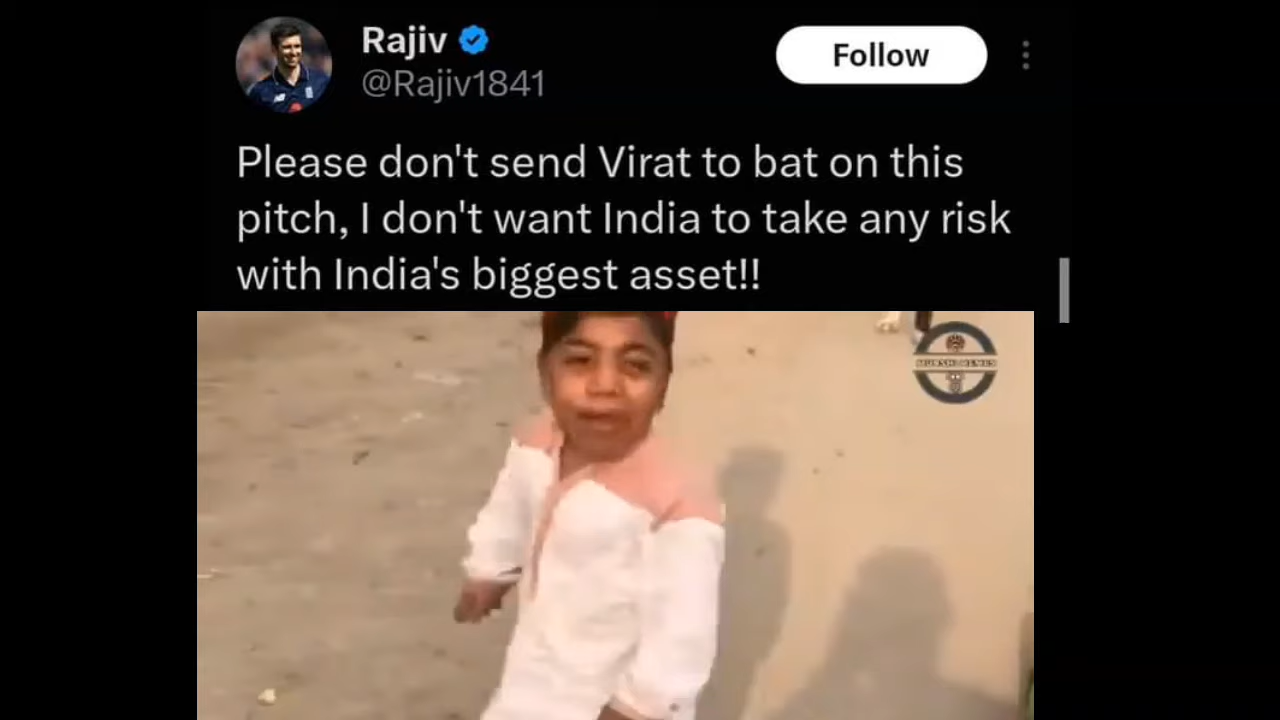 Rajiv
Follow
@Rajiv1841
Please don't send Virat to bat on this
pitch, I don't want India to take any risk
with India's biggest asset!!